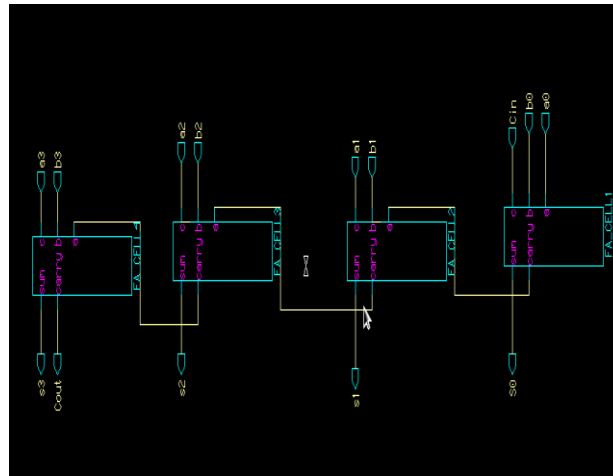 Cin
b0
a0
a2
b2
a1
b1
a3
b3
c
b
a
sum
carry
FA_CELL4
c
b
a
sum
carry
FA_CELL3
c
b
a
sum
carry
FA_CELL2
c
b
a
sum
carry
FA_CELL1
s3
Cout
s2
s1
S0